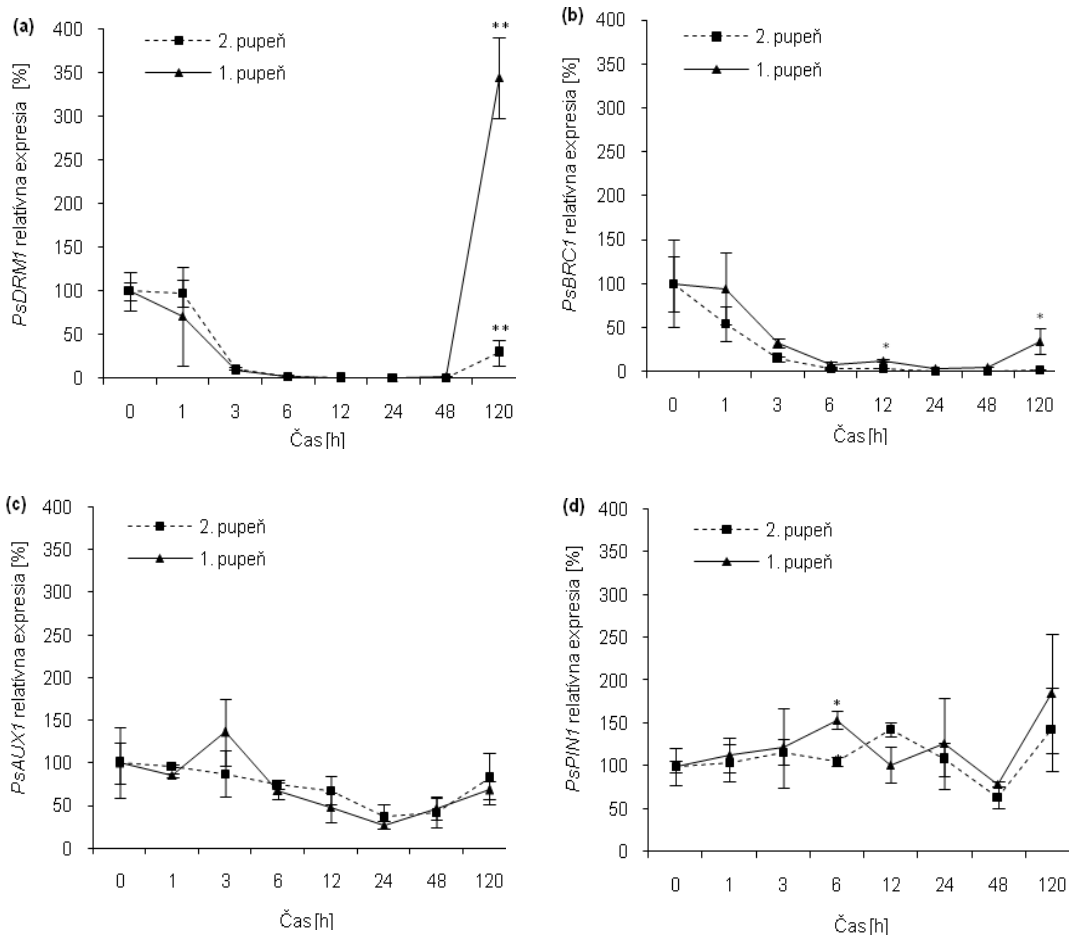 (a)
PsDRM1 relatívna expresia [%]
400
350
300
250
200
150
100
50
0
2. pupeň
1. pupeň
**
**
0 1 3 6 12 24 48 120
Čas[h]
(b)
PsBRC1 relatívna expresia [%]
400
350
300
250
200
150
100
50
0
2. pupeň
1. pupeň
*
*
0 1 3 6 12 24 48 120
Čas[h]
(c)
PsAUX1 relatívna expresia [%]
400
350
300
250
200
150
100
50
0
2. pupeň
1. pupeň
0 1 3 6 12 24 48 120
Čas[h]
(d)
PsPIN1 relatívna expresia [%]
400
350
300
250
200
150
100
50
0
2. pupeň
1. pupeň
*
0 1 3 6 12 24 48 120
Čas[h]